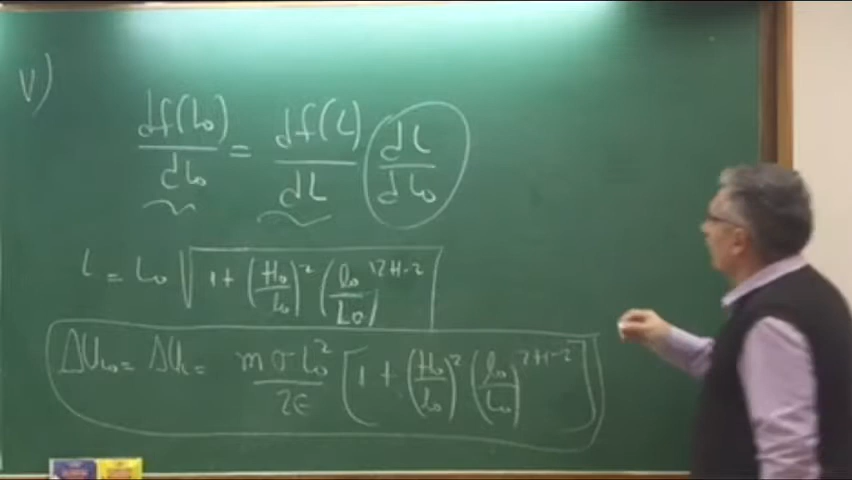 v)
df(L₀)/dL₀ = df(L)/dL dL/dL₀
L = L₀ √(1 + (H₀/l₀)² (l₀/L₀)^(2H-2))
ΔU_L₀ = ΔU_L = mσL₀²/2ε [1 + (H₀/l₀)² (l₀/L₀)^(2H-2)]